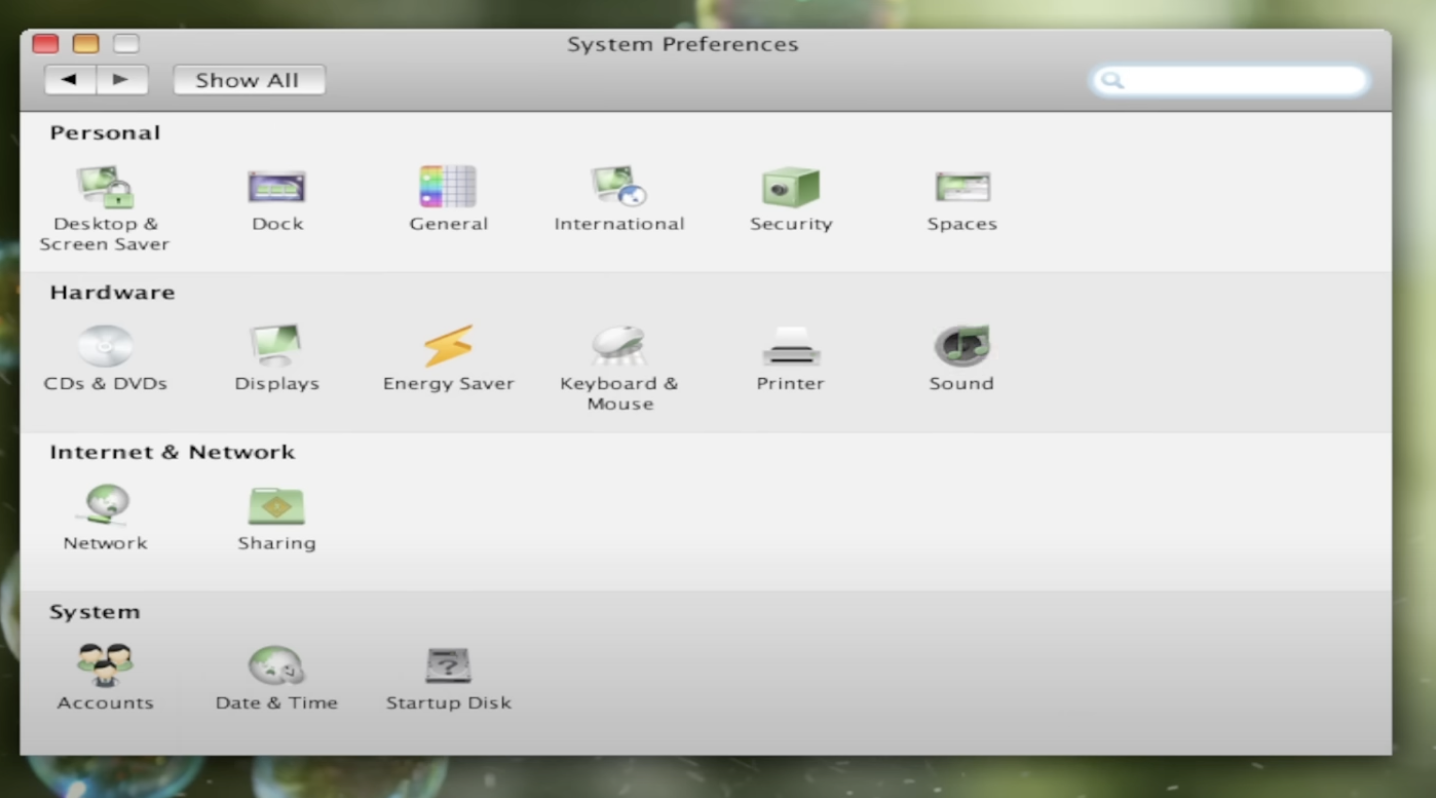 System Preferences
Show All
Personal
Desktop &
Screen Saver
Dock
General
International
Security
Spaces
Hardware
CDs & DVDs
Displays
Energy Saver
Keyboard &
Mouse
Printer
Sound
Internet & Network
Network
Sharing
System
Accounts
Date & Time
Startup Disk